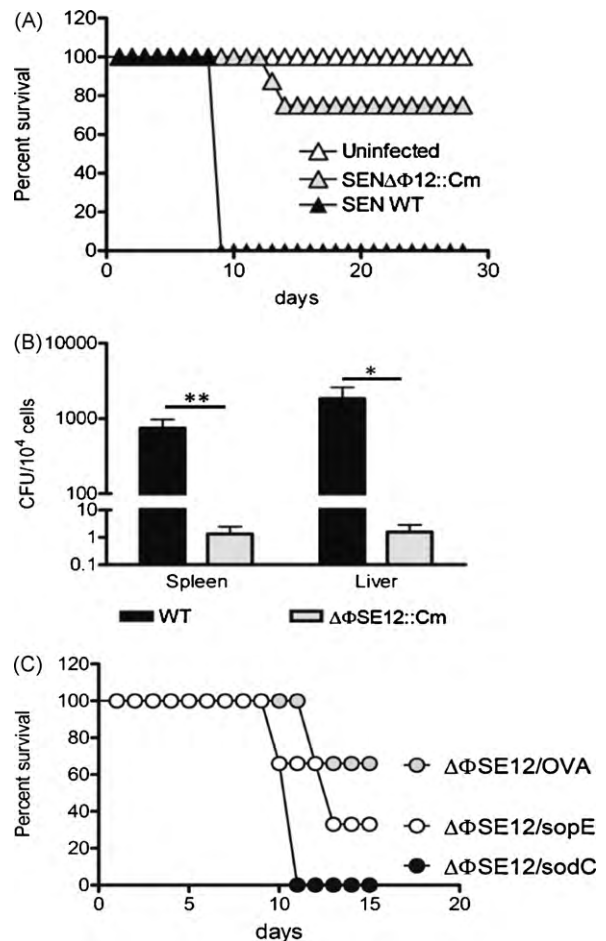 (A)
120
100
80
60
40
20
0
Percent survival
Uninfected
SENΔΦ12::Cm
SEN WT
0 10 20 30
days
(B)
10000
1000
100
10
1
0.1
CFU/10⁴ cells
** *
Spleen Liver
WT ΔΦSE12::Cm
(C)
120
100
80
60
40
20
0
Percent survival
ΔΦSE12/OVA
ΔΦSE12/sopE
ΔΦSE12/sodC
0 5 10 15 20
days